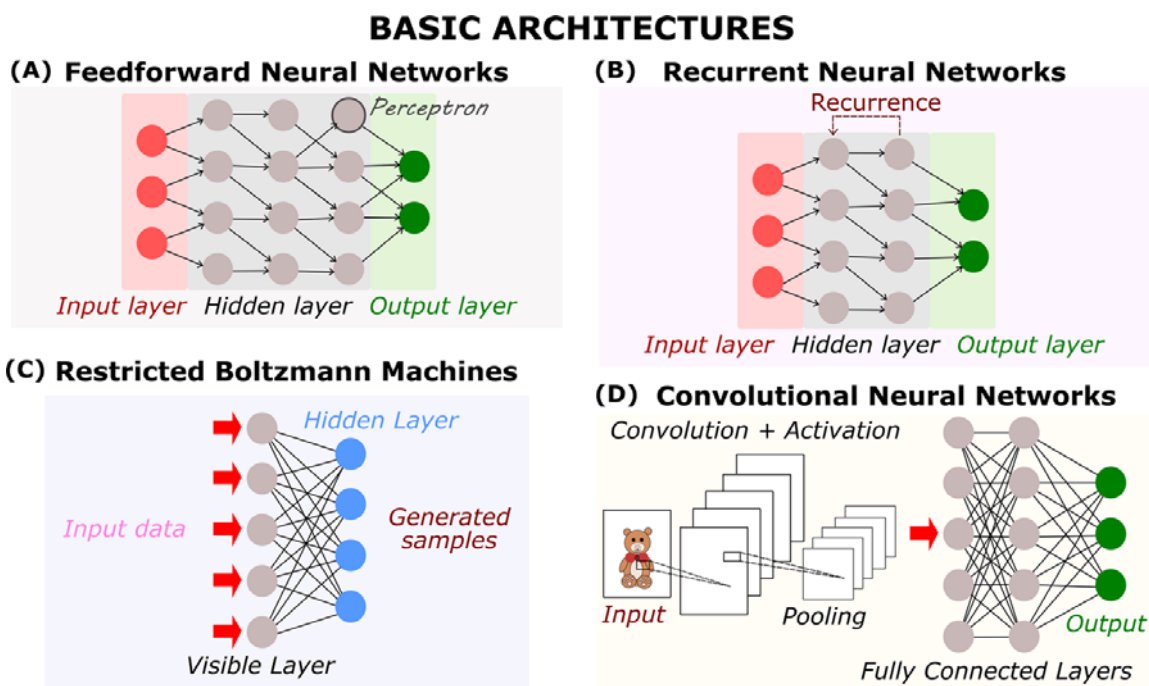 BASIC ARCHITECTURES
(A) Feedforward Neural Networks
Perceptron
Input layer Hidden layer Output layer
(B) Recurrent Neural Networks
Recurrence
Input layer Hidden layer Output layer
(C) Restricted Boltzmann Machines
Hidden Layer
Input data
Generated
samples
Visible Layer
(D) Convolutional Neural Networks
Convolution + Activation
Input
Pooling
Output
Fully Connected Layers